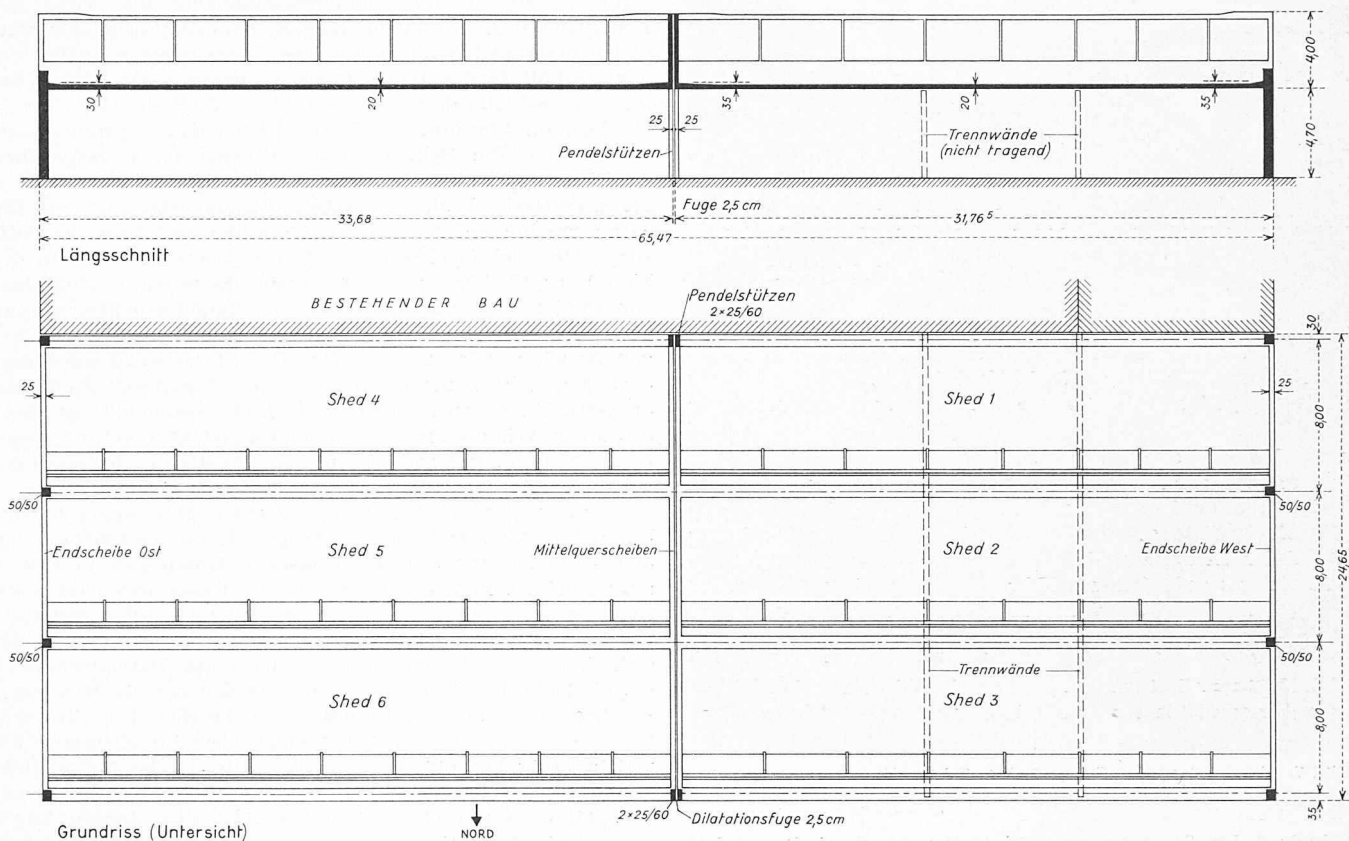 4,00
30
20
35
20
35
25 25
4,70
Pendelstützen
Trennwände
(nicht tragend)
Fuge 2,5 cm
33,68
31,76⁵
65,47
Längsschnitt
BESTEHENDER BAU
Pendelstützen
2×25/60
30
25
Shed 4
Shed 1
25
8,00
50/50
50/50
Endscheibe Ost
Shed 5
Mittelquerscheiben
Shed 2
Endscheibe West
8,00
24,65
50/50
50/50
Trennwände
Shed 6
Shed 3
8,00
2×25/60
Dilatationsfuge 2,5 cm
35
Grundriss (Untersicht)
NORD